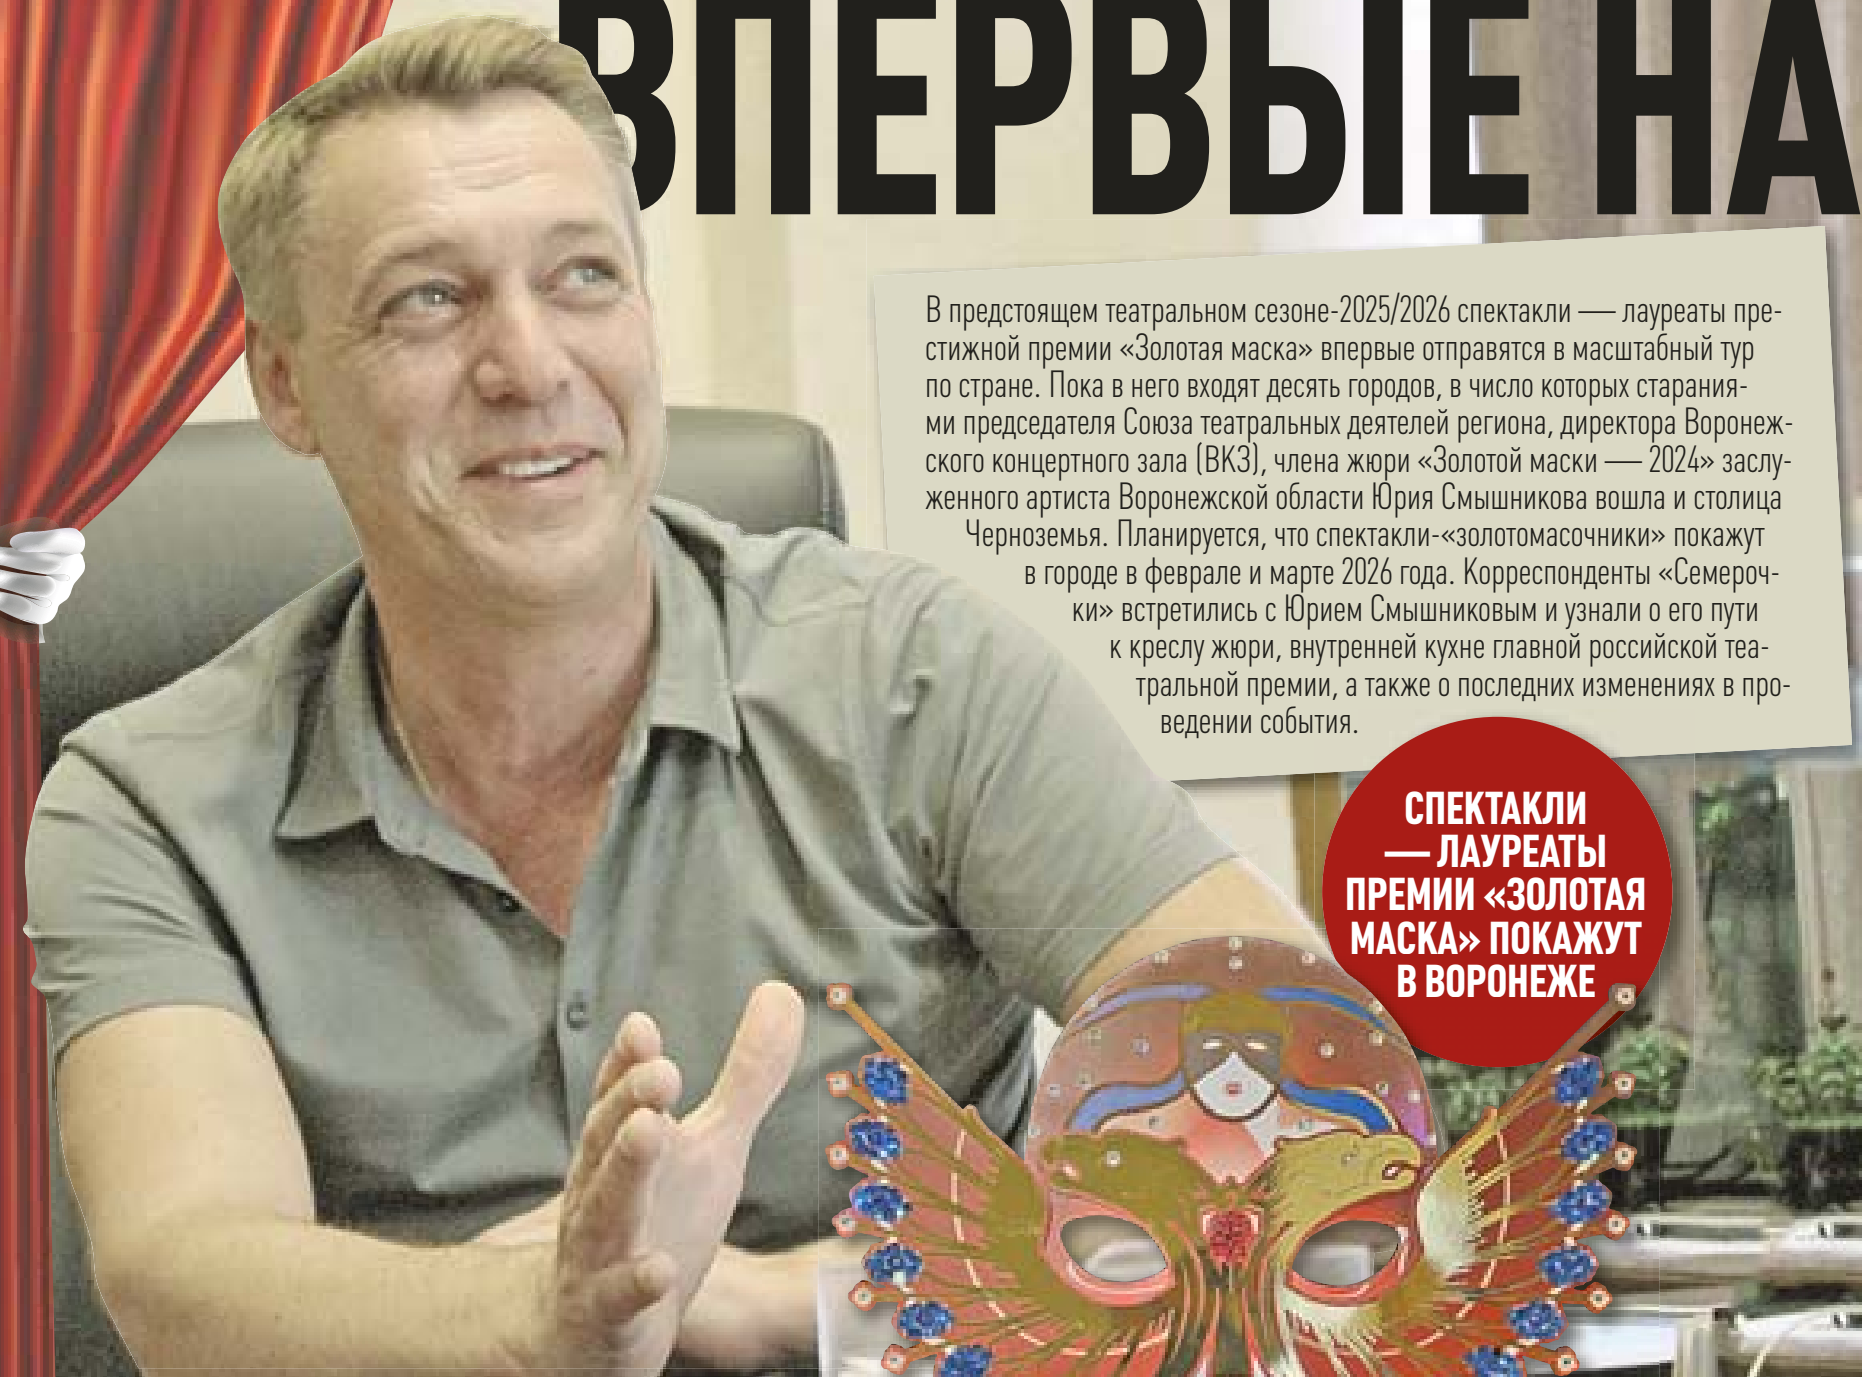 ВПЕРВЫЕ НА
В предстоящем театральном сезоне-2025/2026 спектакли — лауреаты пре-
стижной премии «Золотая маска» впервые отправятся в масштабный тур
по стране. Пока в него входят десять городов, в число которых старания-
ми председателя Союза театральных деятелей региона, директора Воронеж-
ского концертного зала (ВКЗ), члена жюри «Золотой маски — 2024» заслу-
женного артиста Воронежской области Юрия Смышникова вошла и столица
Черноземья. Планируется, что спектакли-«золотомасочники» покажут
в городе в феврале и марте 2026 года. Корреспонденты «Семероч-
ки» встретились с Юрием Смышниковым и узнали о его пути
к креслу жюри, внутренней кухне главной российской теа-
тральной премии, а также о последних изменениях в про-
ведении события.
СПЕКТАКЛИ
— ЛАУРЕАТЫ
ПРЕМИИ «ЗОЛОТАЯ
МАСКА» ПОКАЖУТ
В ВОРОНЕЖЕ